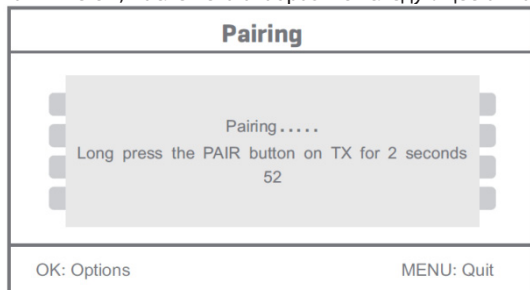 Pairing
Pairing.....
Long press the PAIR button on TX for 2 seconds
52
OK: Options
MENU: Quit